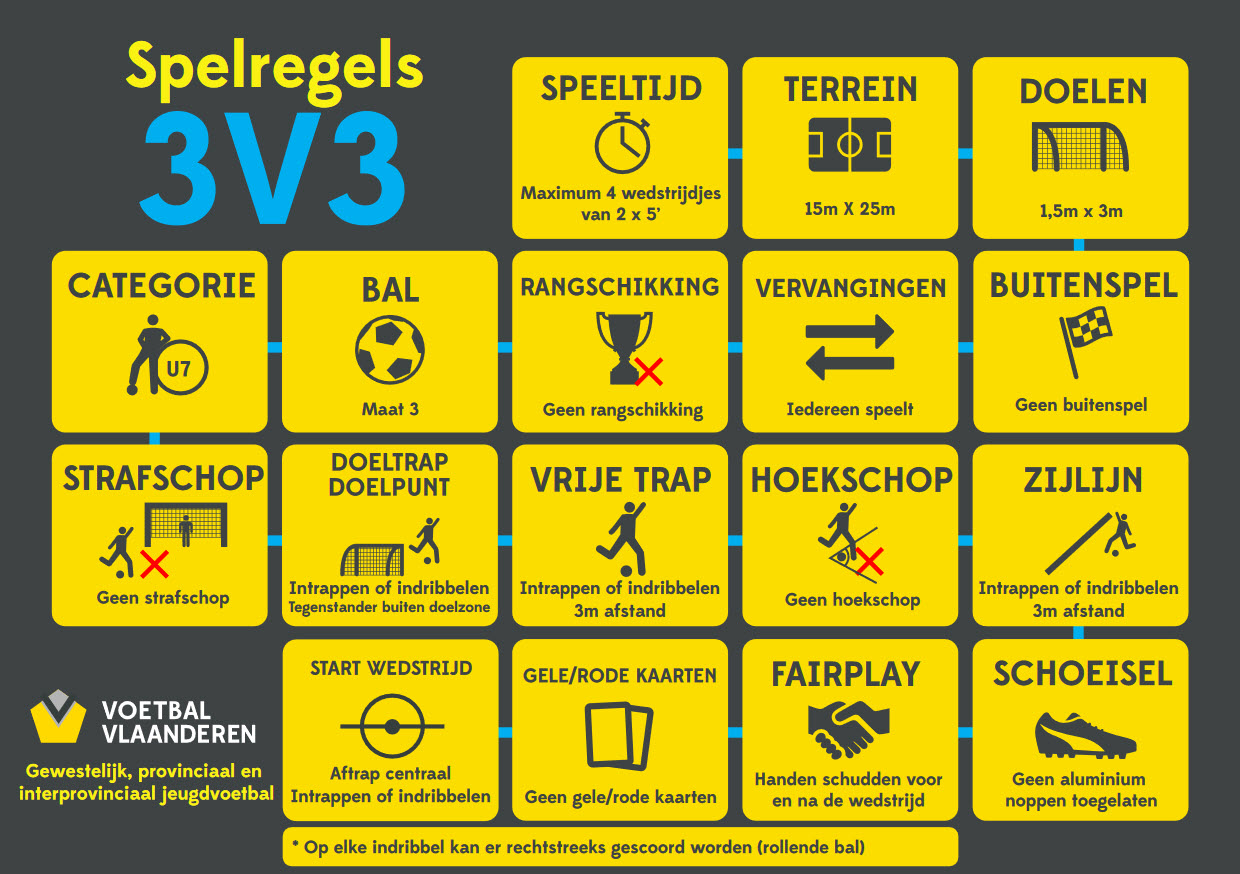 Spelregels
3V3
SPEELTIJD
Maximum 4 wedstrijdjes
van 2 x 5'
TERREIN
15m X 25m
DOELEN
1,5m x 3m
CATEGORIE
U7
BAL
Maat 3
RANGSCHIKKING
Geen rangschikking
VERVANGINGEN
Iedereen speelt
BUITENSPEL
Geen buitenspel
STRAFSCHOP
Geen strafschop
DOELTRAP
DOELPUNT
Intrappen of indribbelen
Tegenstander buiten doelzone
VRIJE TRAP
Intrappen of indribbelen
3m afstand
HOEKSCHOP
Geen hoekschop
ZIJLIJN
Intrappen of indribbelen
3m afstand
VOETBAL
VLAANDEREN
Gewestelijk, provinciaal en
interprovinciaal jeugdvoetbal
START WEDSTRIJD
Aftrap centraal
Intrappen of indribbelen
GELE/RODE KAARTEN
Geen gele/rode kaarten
FAIRPLAY
Handen schudden voor
en na de wedstrijd
SCHOEISEL
Geen aluminium
noppen toegelaten
* Op elke indribbel kan er rechtstreeks gescoord worden (rollende bal)